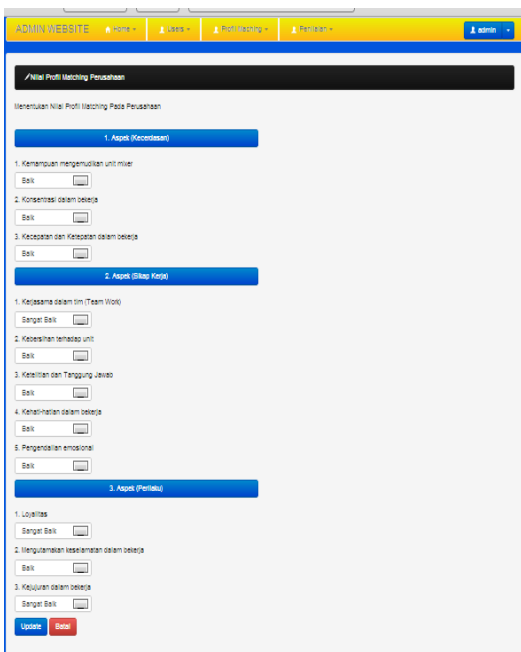 ADMIN WEBSITE Home Users Profil Maching Penilaian admin
Nilai Profil Matching Perusahaan
Menentukan Nilai Profil Matching Pada Perusahaan
1. Aspek (Kecerdasan)
1. Kemampuan mengemudikan unit mixer
Baik
2. Konsentrasi dalam bekerja
Baik
3. Kecepatan dan Ketepatan dalam bekerja
Baik
2. Aspek (Sikap Kerja)
1. Kerjasama dalam tim (Team Work)
Sangat Baik
2. Kebersihan terhadap unit
Baik
3. Ketelitian dan Tanggung Jawab
Baik
4. Kehati-hatian dalam bekerja
Baik
5. Pengendalian emosional
Baik
3. Aspek (Perilaku)
1. Loyalitas
Sangat Baik
2. Mengutamakan keselamatan dalam bekerja
Baik
3. Kejujuran dalam bekerja
Sangat Baik
Update Batal